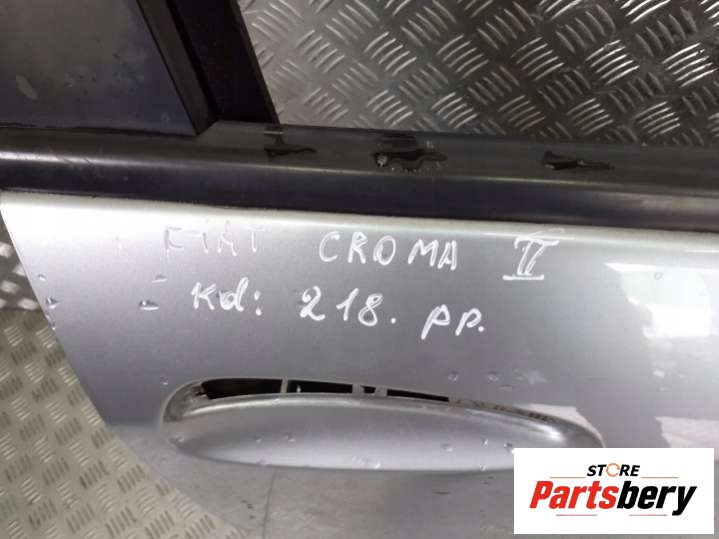 FIAT CROMA II
Kd: 218. pp.
STORE
Partsbery